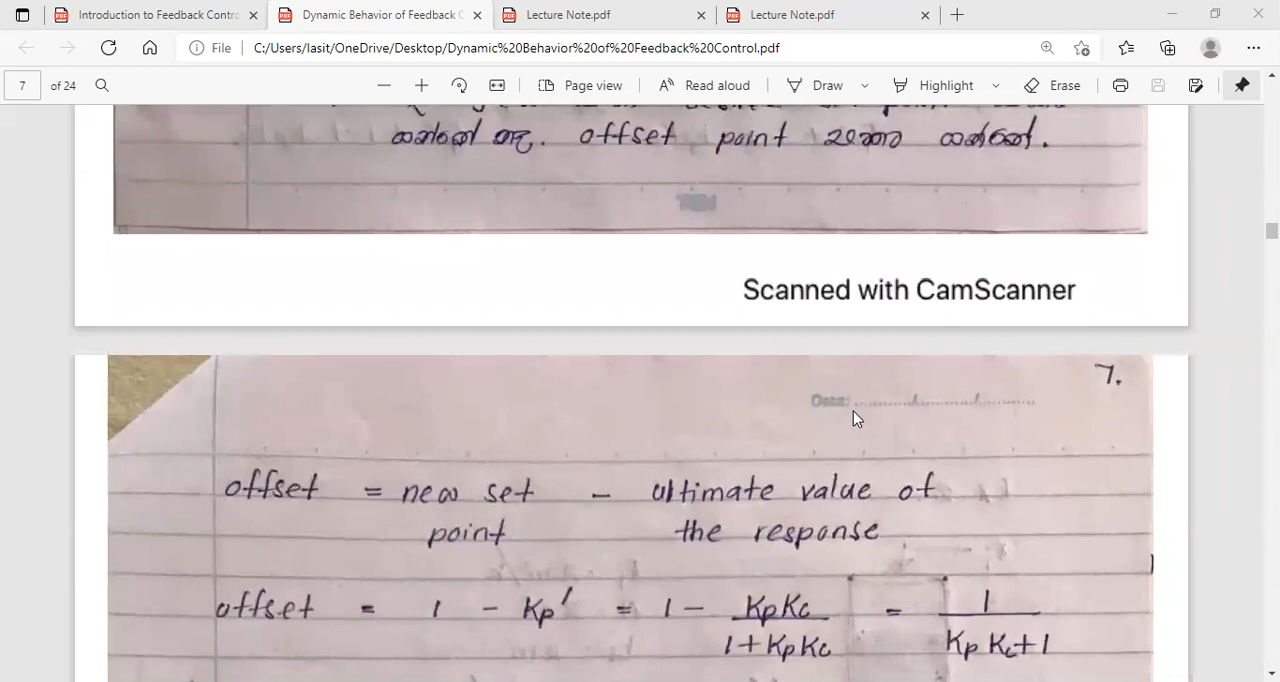 Introduction to Feedback Contro
Dynamic Behavior of Feedback C
Lecture Note.pdf
Lecture Note.pdf
File
C:/Users/lasit/OneDrive/Desktop/Dynamic%20Behavior%20of%20Feedback%20Control.pdf
7 of 24
Page view
Read aloud
Draw
Highlight
Erase
offset point
Scanned with CamScanner
7.
Date:
offset = new set - ultimate value of
point the response
offset = 1 - Kp' = 1 - KpKc / 1+KpKc = 1 / KpKc+1